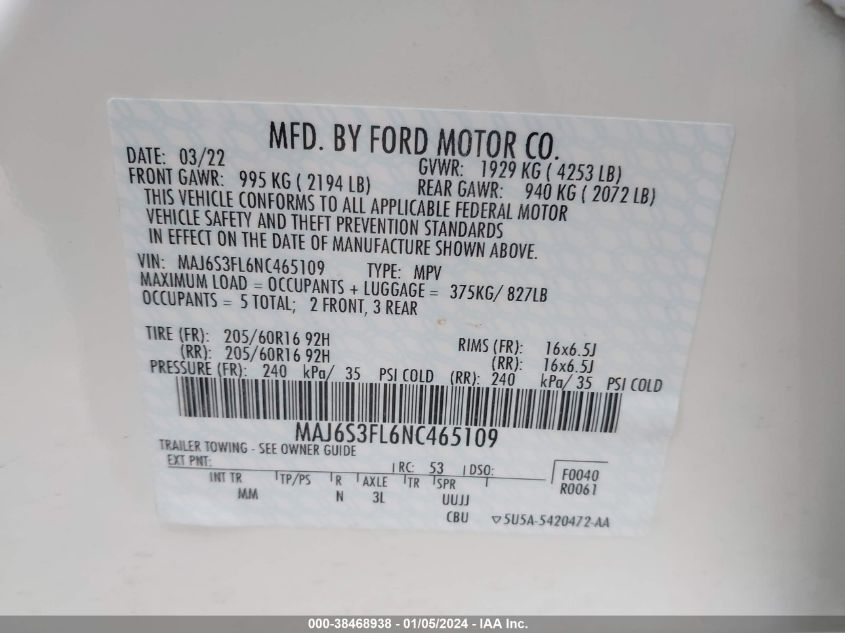 MFD. BY FORD MOTOR CO.
DATE: 03/22 GVWR: 1929 KG ( 4253 LB)
FRONT GAWR: 995 KG ( 2194 LB) REAR GAWR: 940 KG ( 2072 LB)
THIS VEHICLE CONFORMS TO ALL APPLICABLE FEDERAL MOTOR
VEHICLE SAFETY AND THEFT PREVENTION STANDARDS
IN EFFECT ON THE DATE OF MANUFACTURE SHOWN ABOVE.
VIN: MAJ6S3FL6NC465109 TYPE: MPV
MAXIMUM LOAD = OCCUPANTS + LUGGAGE = 375KG/ 827LB
OCCUPANTS = 5 TOTAL; 2 FRONT, 3 REAR
TIRE (FR): 205/60R16 92H RIMS (FR): 16x6.5J
(RR): 205/60R16 92H (RR): 16x6.5J
PRESSURE (FR): 240 kPa/ 35 PSI COLD (RR): 240 kPa/ 35 PSI COLD
MAJ6S3FL6NC465109
TRAILER TOWING - SEE OWNER GUIDE
EXT PNT: RC: 53 DSO: F0040
R0061
INT TR TP/PS R AXLE TR SPR
MM N 3L UUJJ
CBU ▽5U5A-5420472-AA
000-38468938 - 01/05/2024 - IAA Inc.